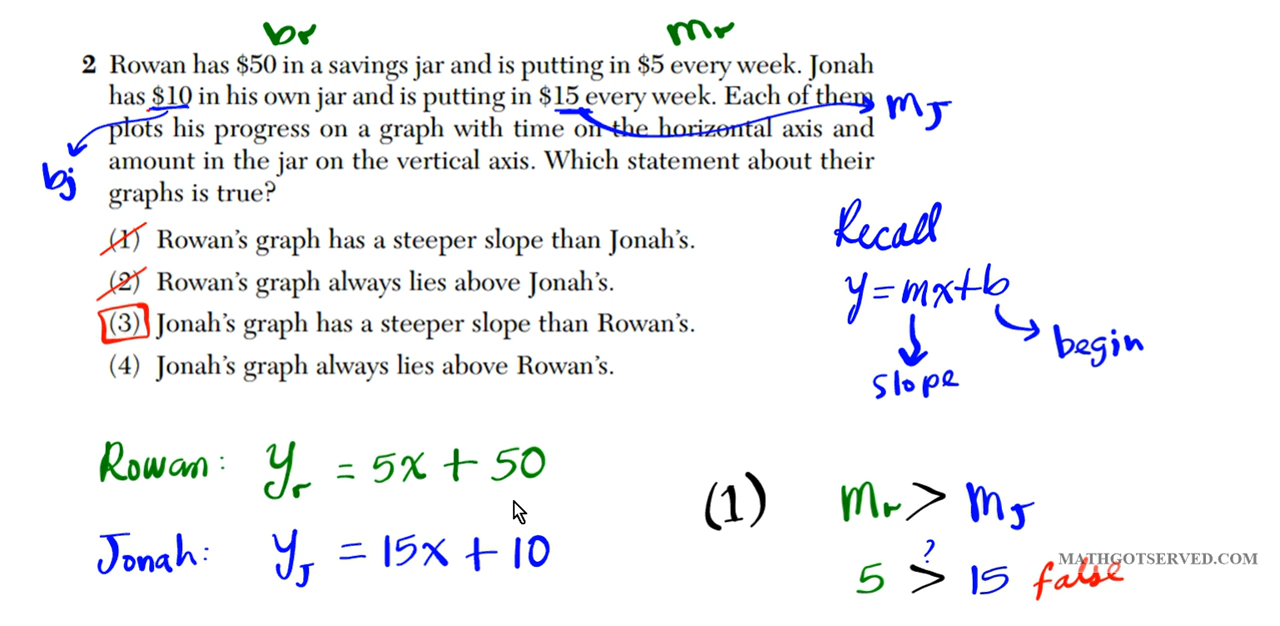 br mr
2 Rowan has $50 in a savings jar and is putting in $5 every week. Jonah
has $10 in his own jar and is putting in $15 every week. Each of them
mJ
plots his progress on a graph with time on the horizontal axis and
amount in the jar on the vertical axis. Which statement about their
bj
graphs is true?
(1) Rowan's graph has a steeper slope than Jonah's.
(2) Rowan's graph always lies above Jonah's.
(3) Jonah's graph has a steeper slope than Rowan's.
(4) Jonah's graph always lies above Rowan's.
Recall
y=mx+b
begin
slope
Rowan: yr = 5x + 50
Jonah: yJ = 15x + 10
(1) mr > mJ
?
5 > 15 false
MATHGOTSERVED.COM